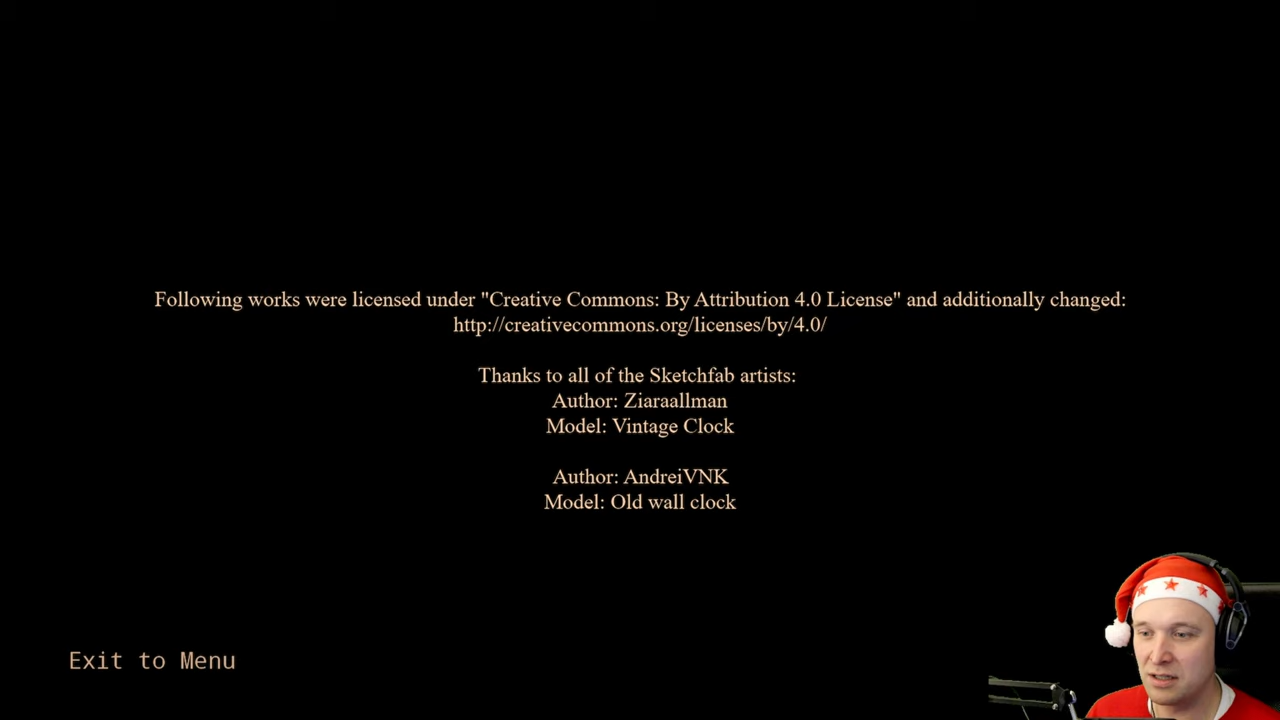 Following works were licensed under "Creative Commons: By Attribution 4.0 License" and additionally changed:
http://creativecommons.org/licenses/by/4.0/
Thanks to all of the Sketchfab artists:
Author: Ziaraallman
Model: Vintage Clock
Author: AndreiVNK
Model: Old wall clock
Exit to Menu